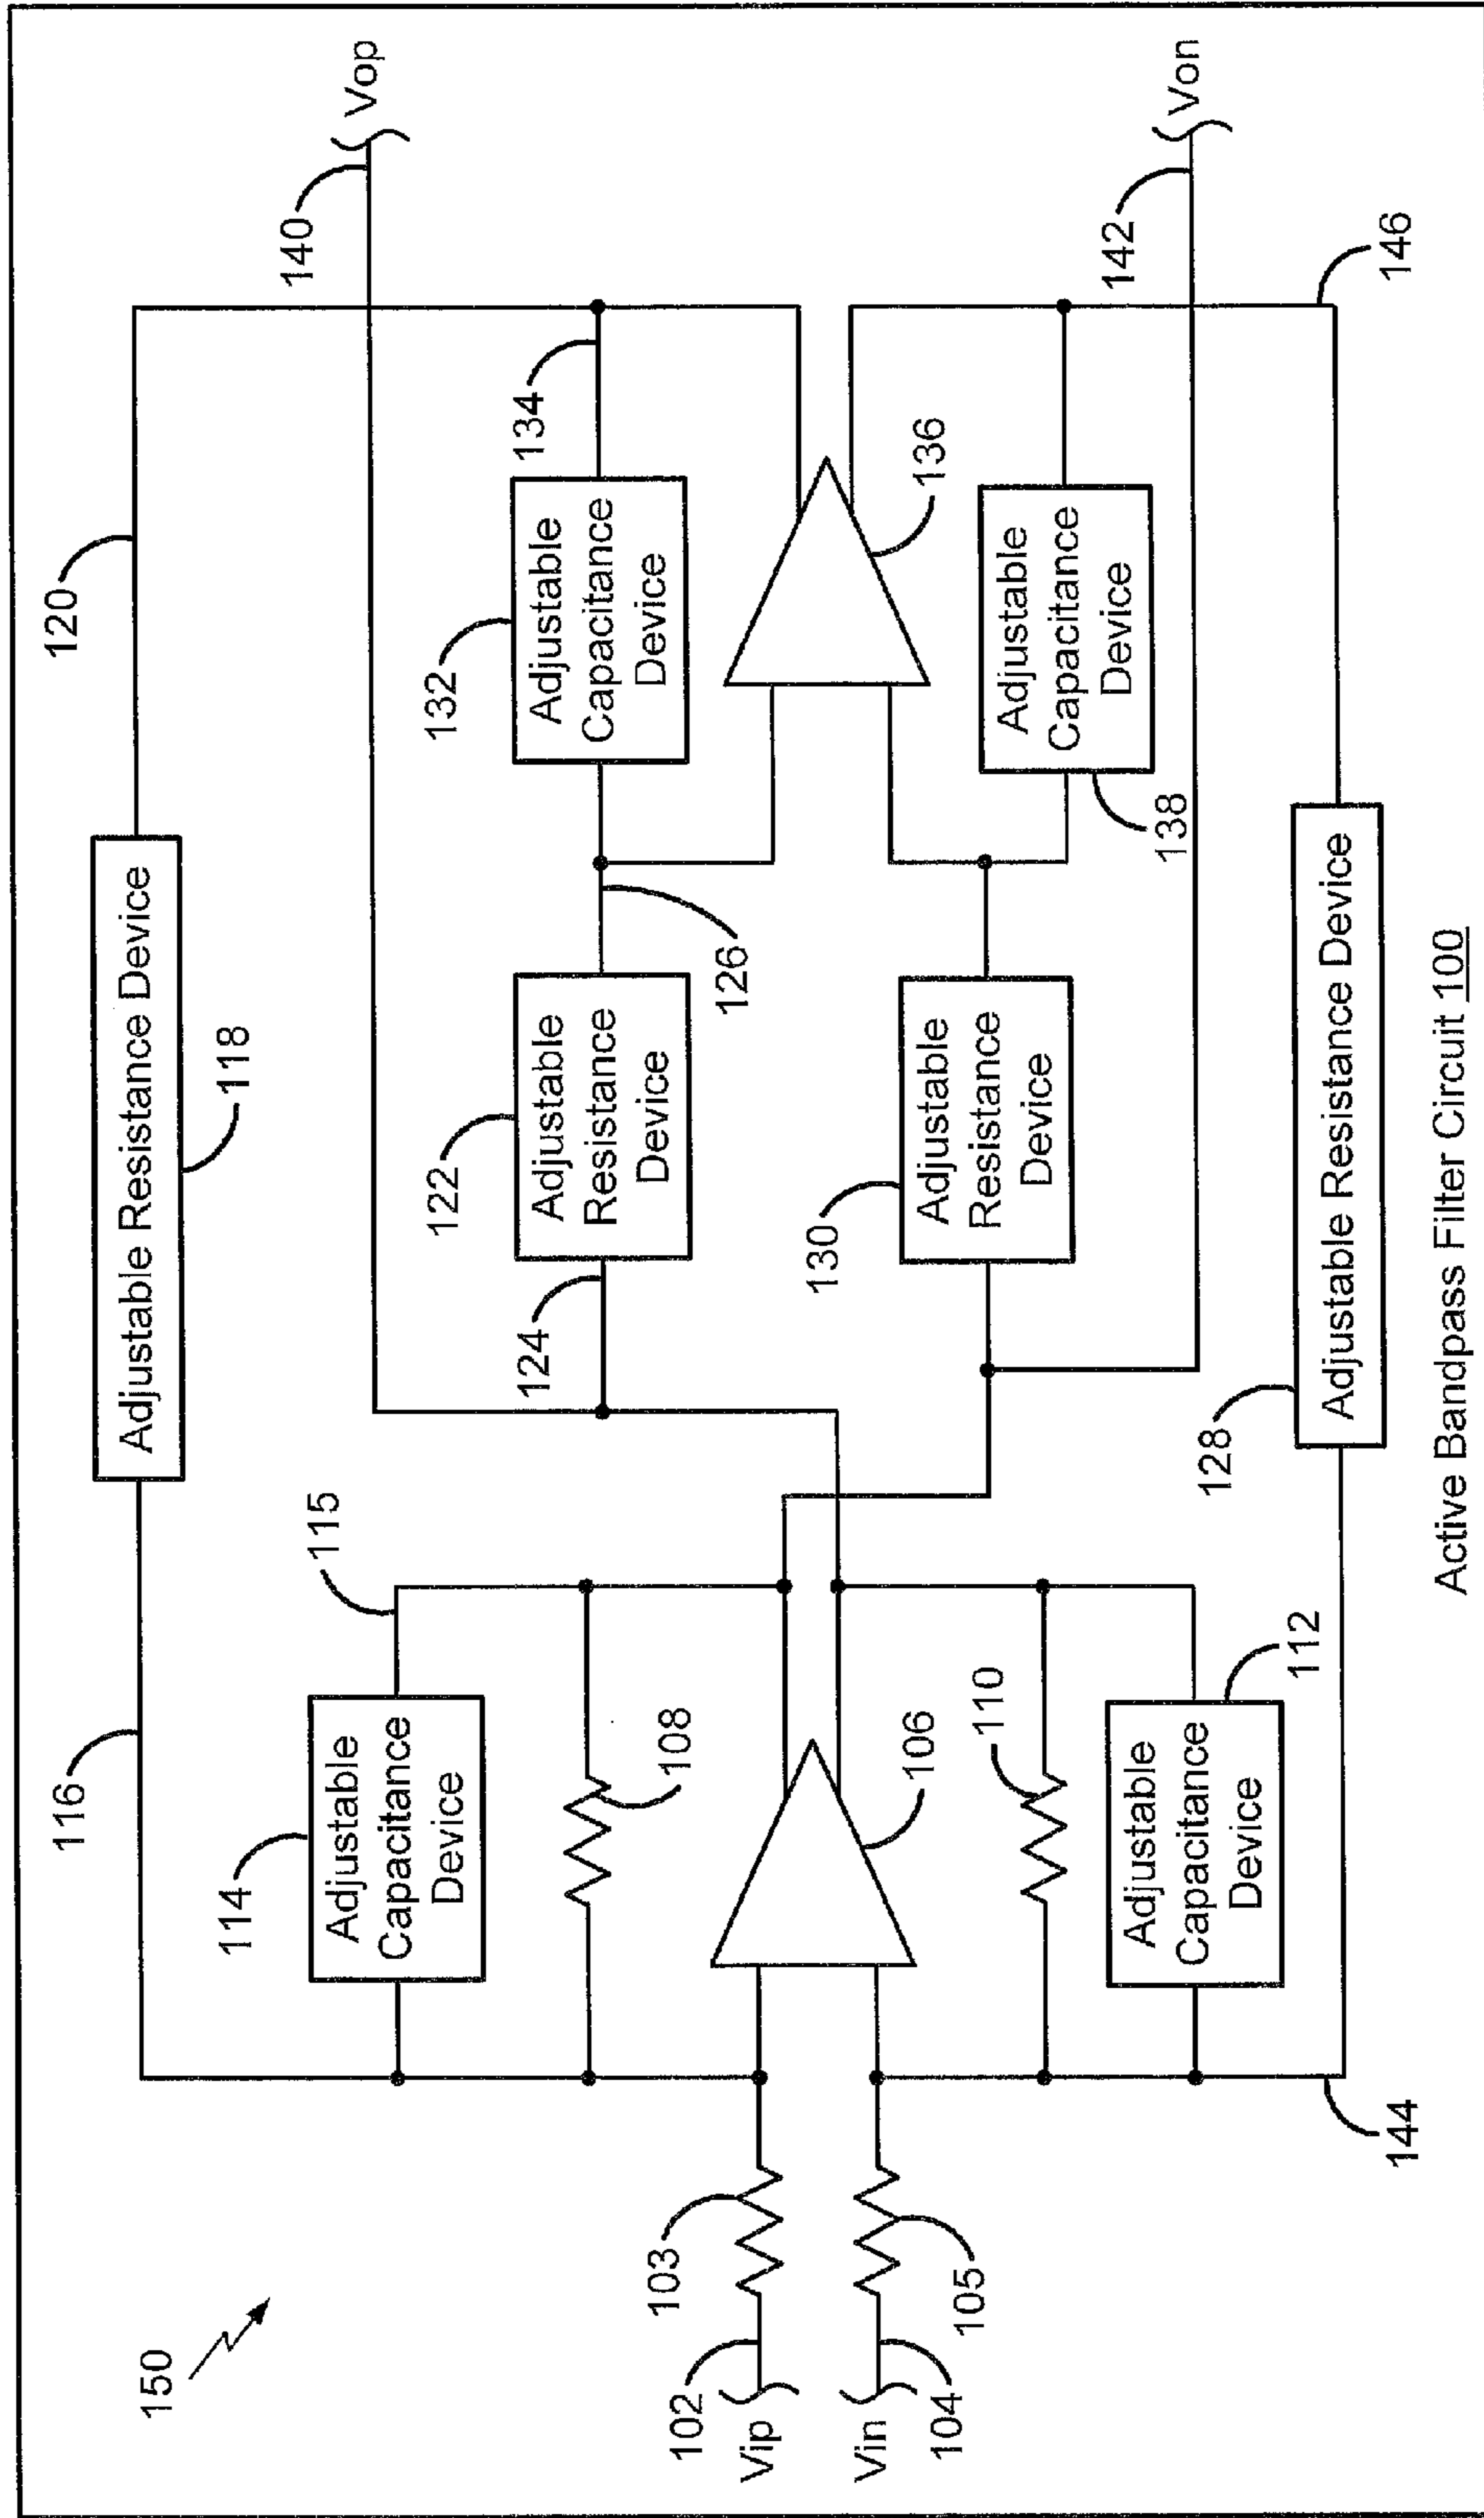 150
116
Adjustable Resistance Device
118
120
140
Vop
114
Adjustable
Capacitance
Device
115
108
124
122
Adjustable
Resistance
Device
126
132
Adjustable
Capacitance
Device
134
102
Vip
103
Vin
104
105
106
110
Adjustable
Capacitance
Device
112
130
Adjustable
Resistance
Device
136
Adjustable
Capacitance
Device
138
142
Von
144
128
Adjustable Resistance Device
146
Active Bandpass Filter Circuit 100